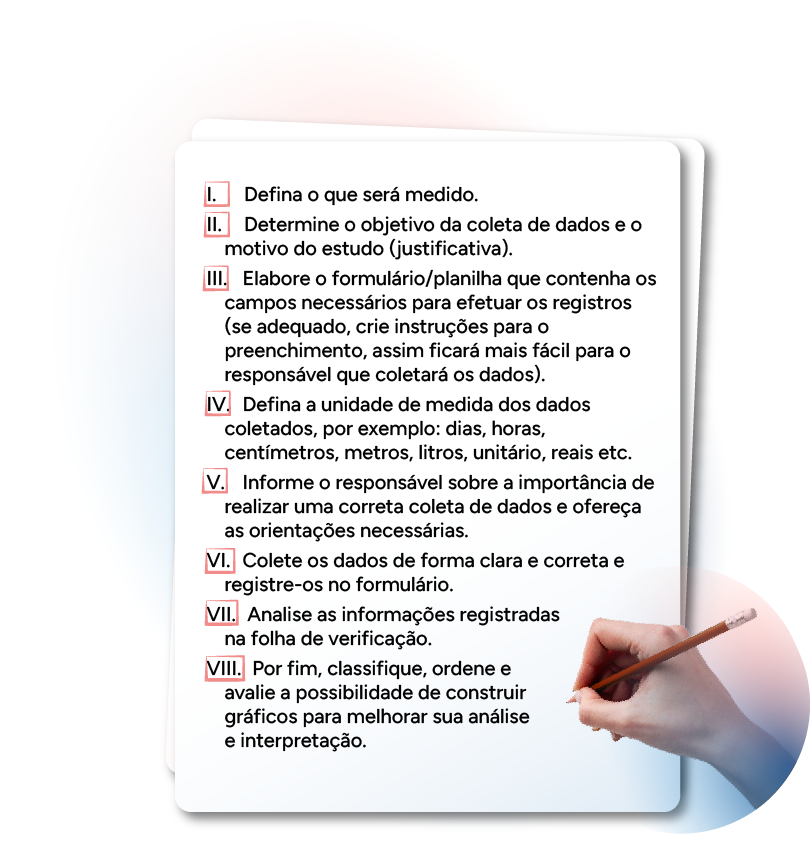 I. Defina o que será medido.
II. Determine o objetivo da coleta de dados e o
motivo do estudo (justificativa).
III. Elabore o formulário/planilha que contenha os
campos necessários para efetuar os registros
(se adequado, crie instruções para o
preenchimento, assim ficará mais fácil para o
responsável que coletará os dados).
IV. Defina a unidade de medida dos dados
coletados, por exemplo: dias, horas,
centímetros, metros, litros, unitário, reais etc.
V. Informe o responsável sobre a importância de
realizar uma correta coleta de dados e ofereça
as orientações necessárias.
VI. Colete os dados de forma clara e correta e
registre-os no formulário.
VII. Analise as informações registradas
na folha de verificação.
VIII. Por fim, classifique, ordene e
avalie a possibilidade de construir
gráficos para melhorar sua análise
e interpretação.